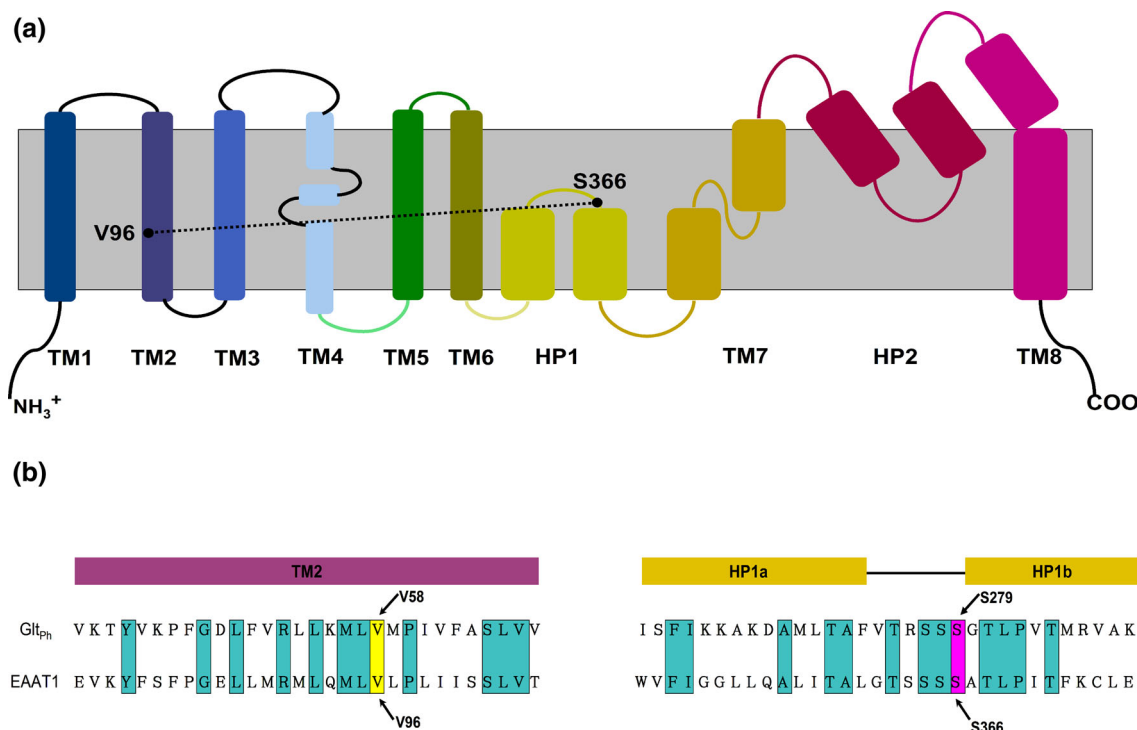 (a)
V96
S366
TM1 TM2 TM3 TM4 TM5 TM6 HP1 TM7 HP2 TM8
NH₃⁺
COO
(b)
TM2
HP1a HP1b
V58
S279
Glt_Ph V K T Y V K P F G D L F V R L L K M L V M P I V F A S L V V I S F I K K A K D A M L T A F V T R S S S G T L P V T M R V A K
EAAT1 E V K Y F S F P G E L L M R M L Q M L V L P L I I S S L V T W V F I G G L L Q A L I T A L G T S S S S A T L P I T F K C L E
V96
S366